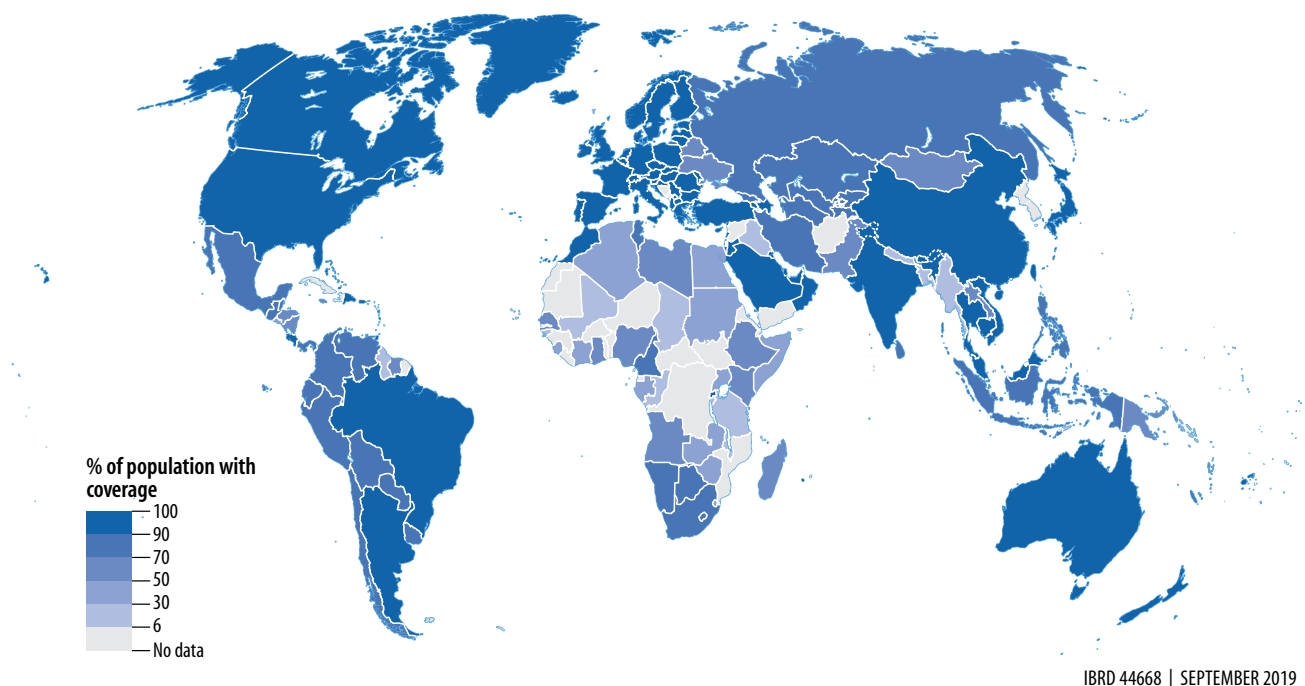 % of population with
coverage
100
90
70
50
30
6
No data
IBRD 44668 | SEPTEMBER 2019